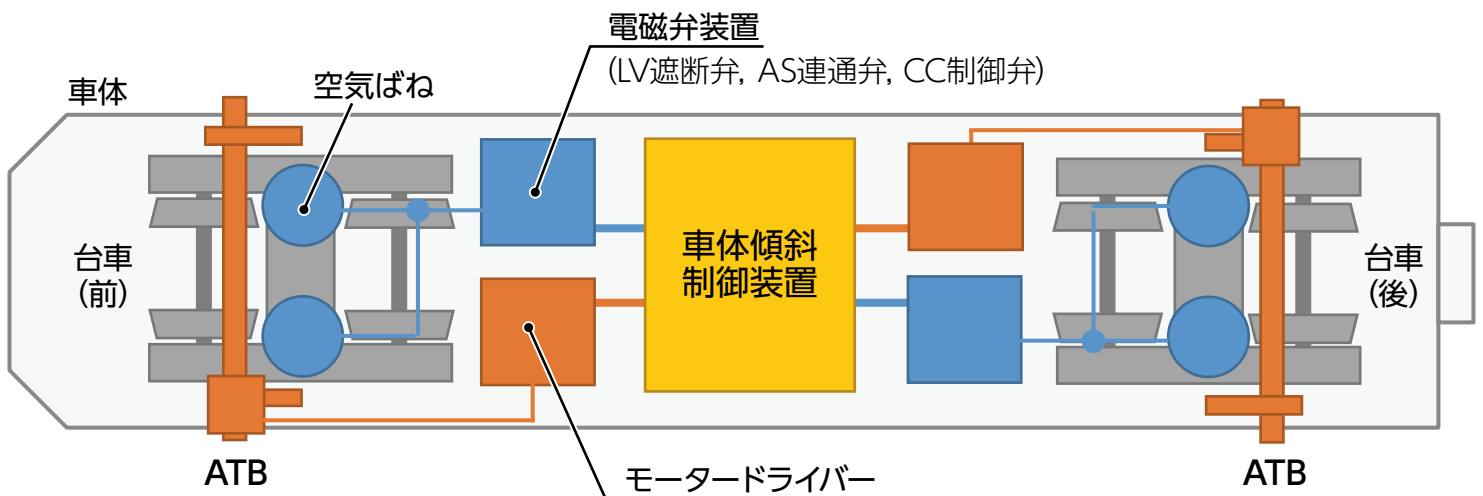 電磁弁装置
(LV遮断弁, AS連通弁, CC制御弁)
空気ばね
車体
台車
(前)
車体傾斜
制御装置
台車
(後)
ATB
モータードライバー
ATB